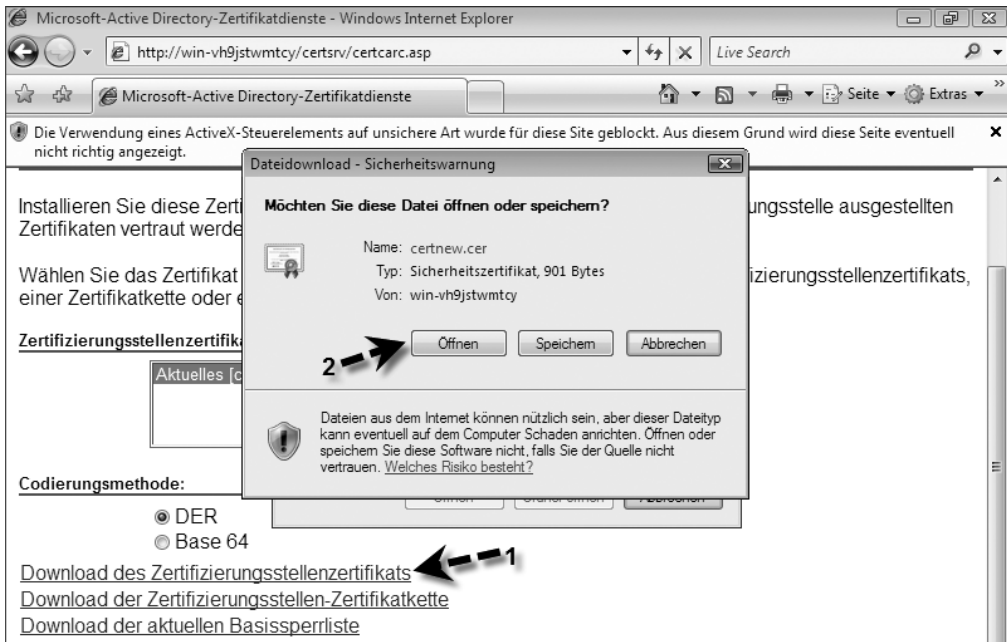 Microsoft-Active Directory-Zertifikatdienste - Windows Internet Explorer
http://win-vh9jstwmtcy/certsrv/certcarc.asp
Live Search
Microsoft-Active Directory-Zertifikatdienste
Seite
Extras
Die Verwendung eines ActiveX-Steuerelements auf unsichere Art wurde für diese Site geblockt. Aus diesem Grund wird diese Seite eventuell
nicht richtig angezeigt.
Dateidownload - Sicherheitswarnung
Möchten Sie diese Datei öffnen oder speichern?
Name: certnew.cer
Typ: Sicherheitszertifikat, 901 Bytes
Von: win-vh9jstwmtcy
2
Öffnen
Speichern
Abbrechen
Dateien aus dem Internet können nützlich sein, aber dieser Dateityp
kann eventuell auf dem Computer Schaden anrichten. Öffnen oder
speichern Sie diese Software nicht, falls Sie der Quelle nicht
vertrauen. Welches Risiko besteht?
Installieren Sie diese Zerti ungsstelle ausgestellten
Zertifikaten vertraut werde
Wählen Sie das Zertifikat izierungsstellenzertifikats,
einer Zertifikatkette oder e
Zertifizierungsstellenzertifika
Aktuelles [c
Codierungsmethode:
DER
Base 64
Download des Zertifizierungsstellenzertifikats
1
Download der Zertifizierungsstellen-Zertifikatkette
Download der aktuellen Basissperrliste